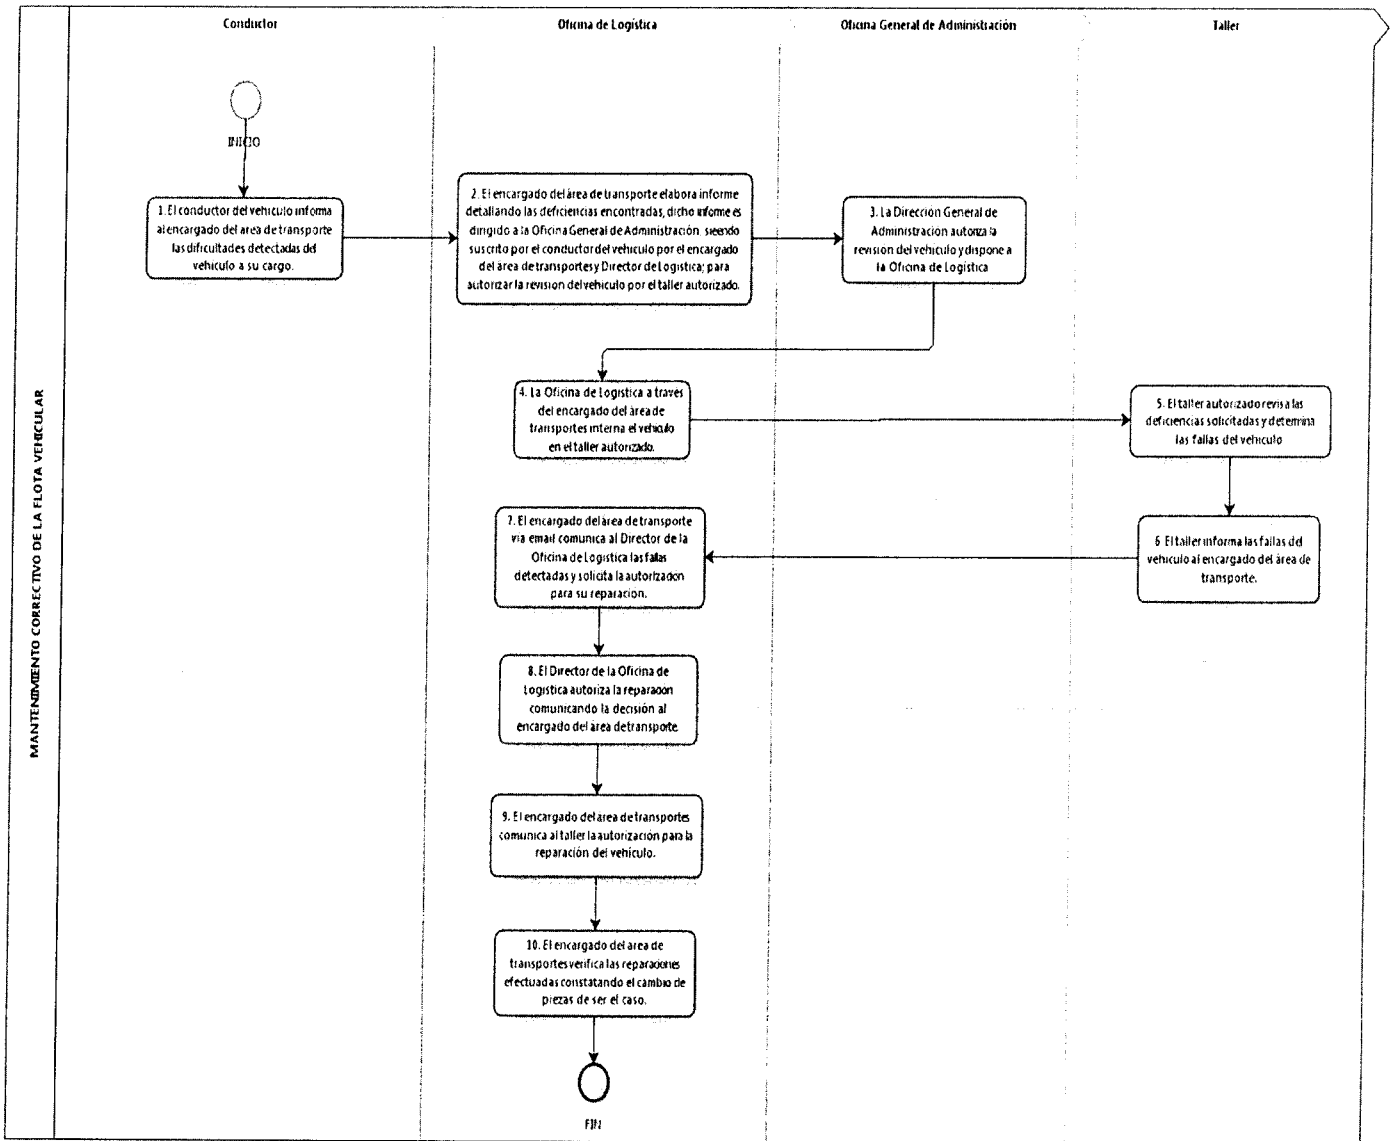 Conductor
Oficina de Logística
Oficina General de Administración
Taller
MANTENIMIENTO CORRECTIVO DE LA FLOTA VEHICULAR
INICIO
1. El conductor del vehiculo informa
al encargado del area de transporte
las dificultades detectadas del
vehículo a su cargo.
2. El encargado del área de transporte elabora informe
detallando las deficiencias encontradas, dicho informe es
dirigido a la Oficina General de Administración, sieendo
suscrito por el conductor del vehiculo por el encargado
del área de transportes y Director de Logistica; para
autorizar la revision del vehiculo por el taller autorizado.
3. La Dirección General de
Administracion autoriza la
revision del vehiculo y dispone a
la Oficina de Logística
4. La Oficina de Logistica a través
del encargado del área de
transportes interna el vehiculo
en el taller autorizado.
5. El taller autorizado revisa las
deficiencias solicitadas y determina
las fallas del vehiculo
6 El taller informa las fallas del
vehiculo al encargado del área de
transporte.
7. El encargado del área de transporte
via email comunica al Director de la
Oficina de Logística las fallas
detectadas y solicita la autorizacion
para su reparacion.
8. El Director de la Oficina de
Logistica autoriza la reparacion
comunicando la decisión al
encargado del área de transporte
9. El encargado del área de transportes
comunica al taller la autorización para la
reparación del vehículo.
10. El encargado del area de
transportes verifica las reparaciones
efectuadas constatando el cambio de
piezas de ser el caso.
FIN